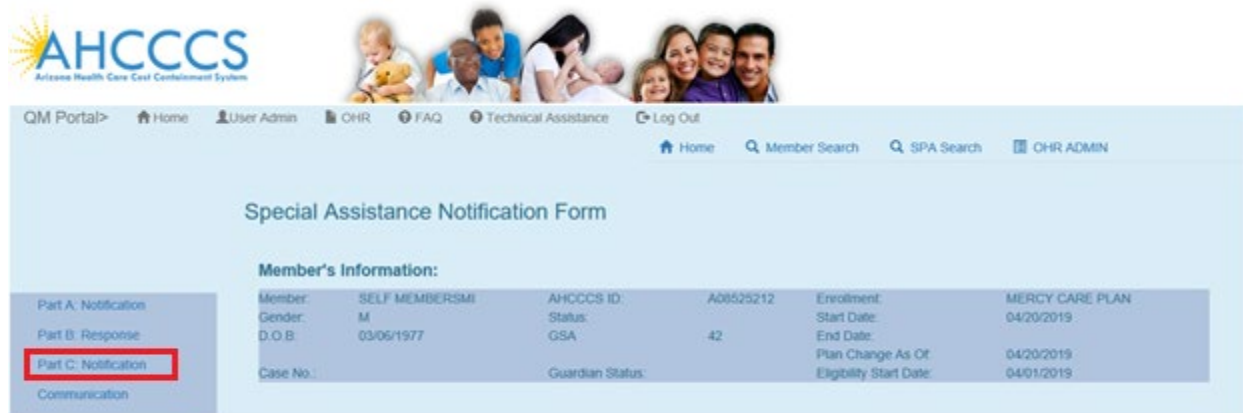 AHCCCS
Arizona Health Care Cost Containment System
QM Portal> Home User Admin OHR FAQ Technical Assistance Log Out
Home Member Search SPA Search OHR ADMIN
Special Assistance Notification Form
Member's Information:
Part A: Notification
Part B: Response
Part C: Notification
Communication
Member: SELF MEMBERSMI AHCCCS ID: A08525212 Enrollment: MERCY CARE PLAN
Gender: M Status: Start Date: 04/20/2019
D.O.B: 03/06/1977 GSA 42 End Date:
Plan Change As Of: 04/20/2019
Case No.: Guardian Status: Eligibility Start Date: 04/01/2019